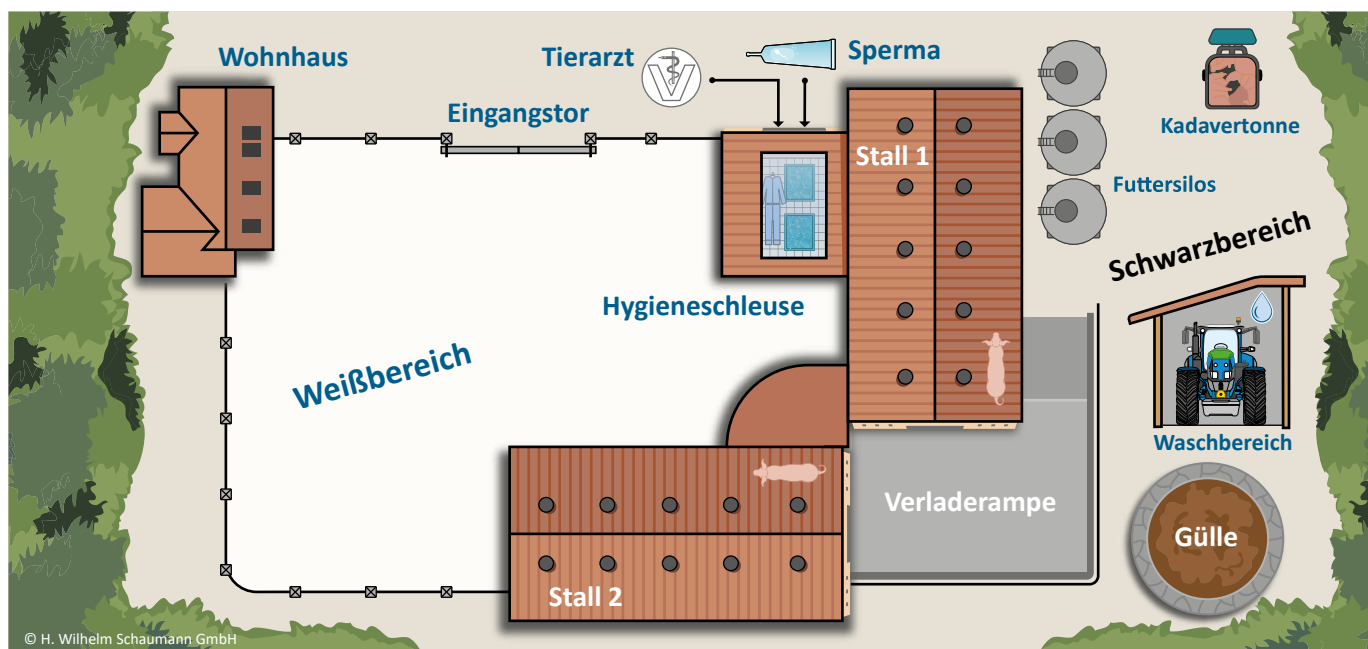 Wohnhaus
Tierarzt
Sperma
Eingangstor
Kadavertonne
Stall 1
Futtersilos
Schwarzbereich
Hygieneschleuse
Weißbereich
Waschbereich
Verladerampe
Gülle
Stall 2
© H. Wilhelm Schaumann GmbH